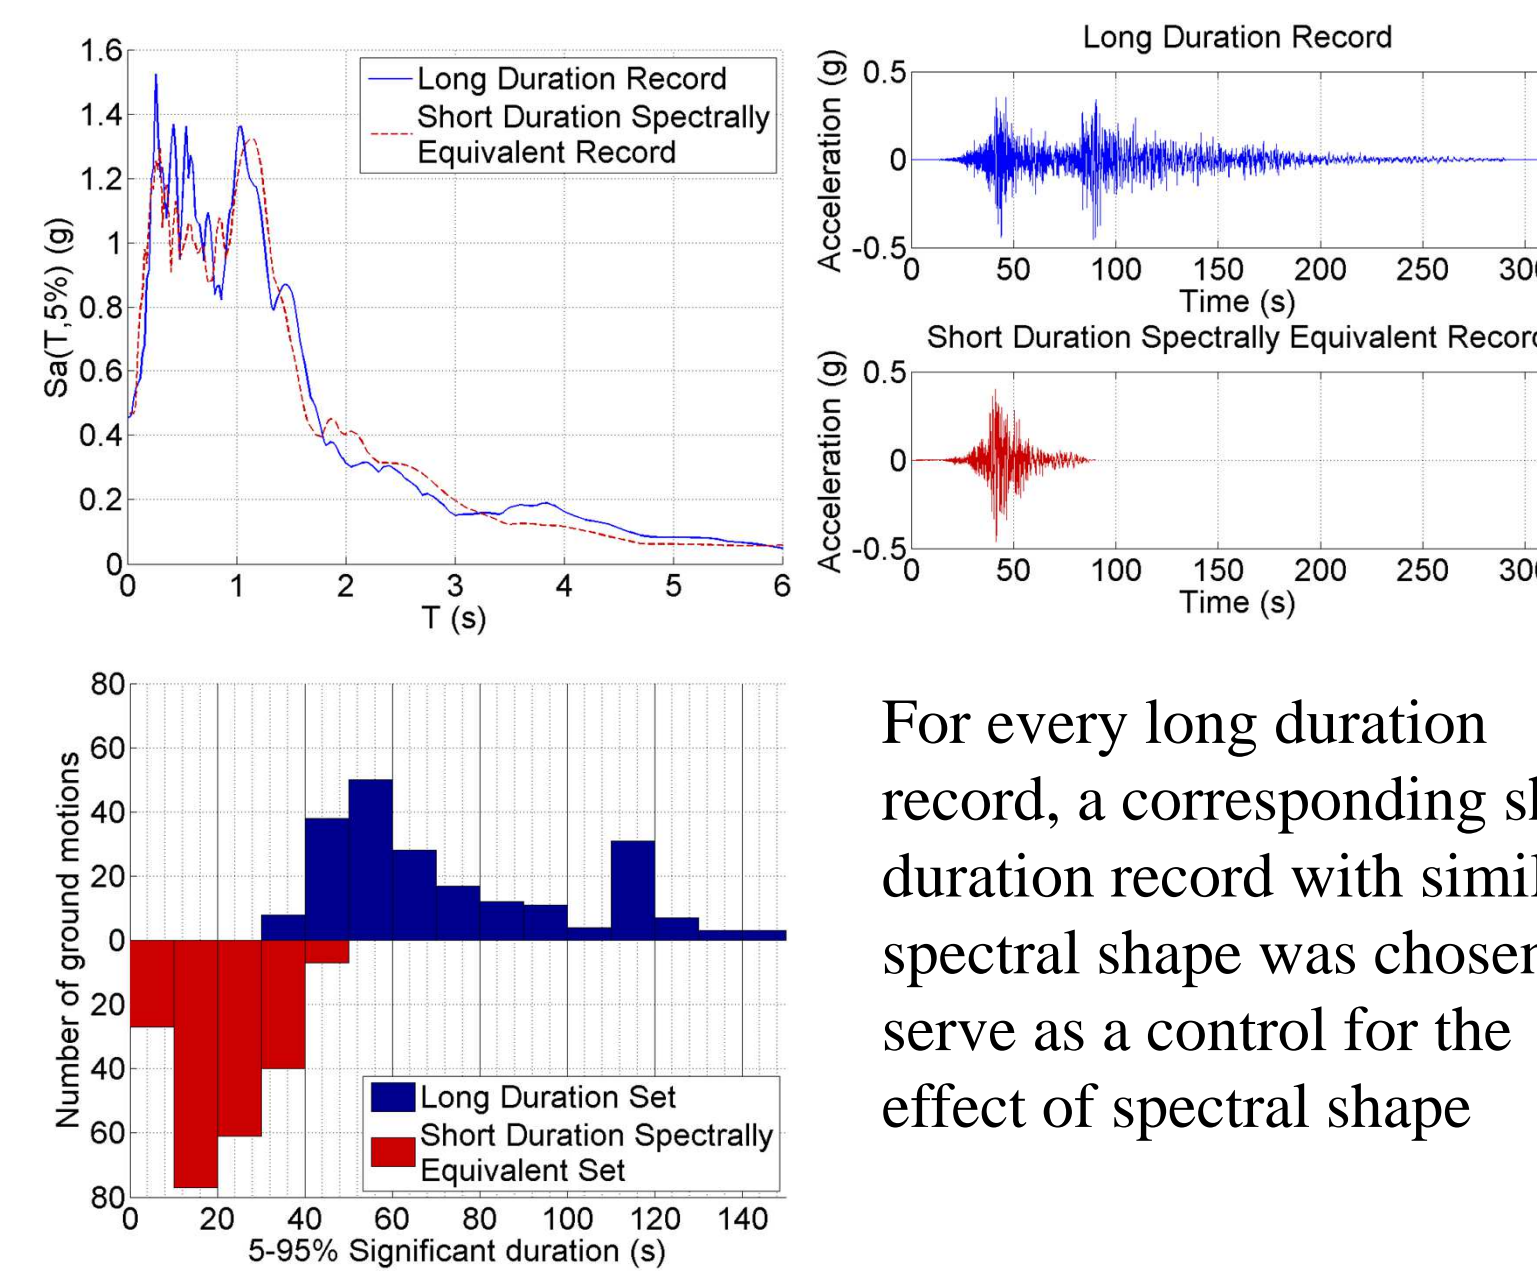 1.6
1.4
1.2
1
0.8
0.6
0.4
0.2
0
Sa(T,5%) (g)
0 1 2 3 4 5 6
T (s)
Long Duration Record
Short Duration Spectrally
Equivalent Record
Long Duration Record
0.5
0
-0.5
Acceleration (g)
0 50 100 150 200 250
Time (s)
Short Duration Spectrally Equivalent
0.5
0
-0.5
Acceleration (g)
0 50 100 150 200 250
Time (s)
80
60
40
20
0
20
40
60
80
Number of ground motions
0 20 40 60 80 100 120 140
5-95% Significant duration (s)
Long Duration Set
Short Duration Spectrally
Equivalent Set
For every long duration
record, a corresponding
duration record with
spectral shape was chosen
serve as a control for the
effect of spectral shape